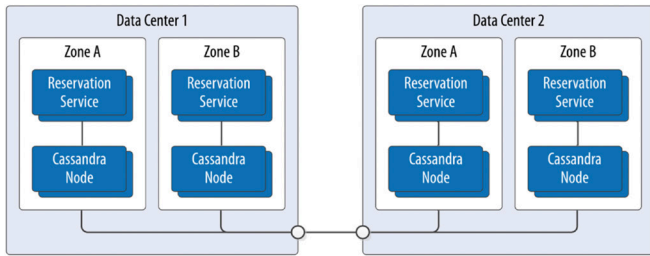 Data Center 1
Zone A
Reservation
Service
Cassandra
Node
Zone B
Reservation
Service
Cassandra
Node
Data Center 2
Zone A
Reservation
Service
Cassandra
Node
Zone B
Reservation
Service
Cassandra
Node